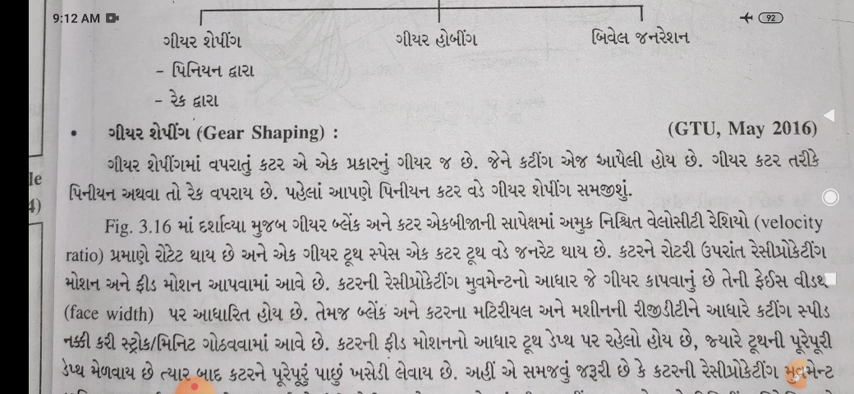 9:12 AM
92
ગીયર શેપીંગ ગીયર હોબીંગ બિવેલ જનરેશન
- પિનિયન દ્વારા
- રેક દ્વારા
• ગીયર શેપીંગ (Gear Shaping) : (GTU, May 2016)
ગીયર શેપીંગમાં વપરાતું કટર એ એક પ્રકારનું ગીયર જ છે. જેને કટીંગ એજ આપેલી હોય છે. ગીયર કટર તરીકે
le
પિનીયન અથવા તો રેક વપરાય છે. પહેલાં આપણે પિનીયન કટર વડે ગીયર શેપીંગ સમજીશું.
4)
Fig. 3.16 માં દર્શાવ્યા મુજબ ગીયર બ્લેંક અને કટર એકબીજાની સાપેક્ષમાં અમુક નિશ્ચિત વેલોસીટી રેશિયો (velocity
ratio) પ્રમાણે રોટેટ થાય છે અને એક ગીયર ટૂથ સ્પેસ એક કટર ટૂથ વડે જનરેટ થાય છે. કટરને રોટરી ઉપરાંત રેસીપ્રોકેટીંગ
મોશન અને ફીડ મોશન આપવામાં આવે છે. કટરની રેસીપ્રોકેટીંગ મુવમેન્ટનો આધાર જે ગીયર કાપવાનું છે તેની ફેઈસ વીડથ
(face width) પર આધારિત હોય છે. તેમજ બ્લેંક અને કટરના મટિરીયલ અને મશીનની રીજીડીટીને આધારે કટીંગ સ્પીડ
નક્કી કરી સ્ટ્રોક/મિનિટ ગોઠવવામાં આવે છે. કટરની ફીડ મોશનનો આધાર ટૂથ ડેપ્થ પર રહેલો હોય છે, જ્યારે ટૂથની પૂરેપૂરી
ડેપ્થ મેળવાય છે ત્યાર બાદ કટરને પૂરેપૂરું પાછું ખસેડી લેવાય છે. અહીં એ સમજવું જરૂરી છે કે કટરની રેસીપ્રોકેટીંગ મુવમેન્ટ